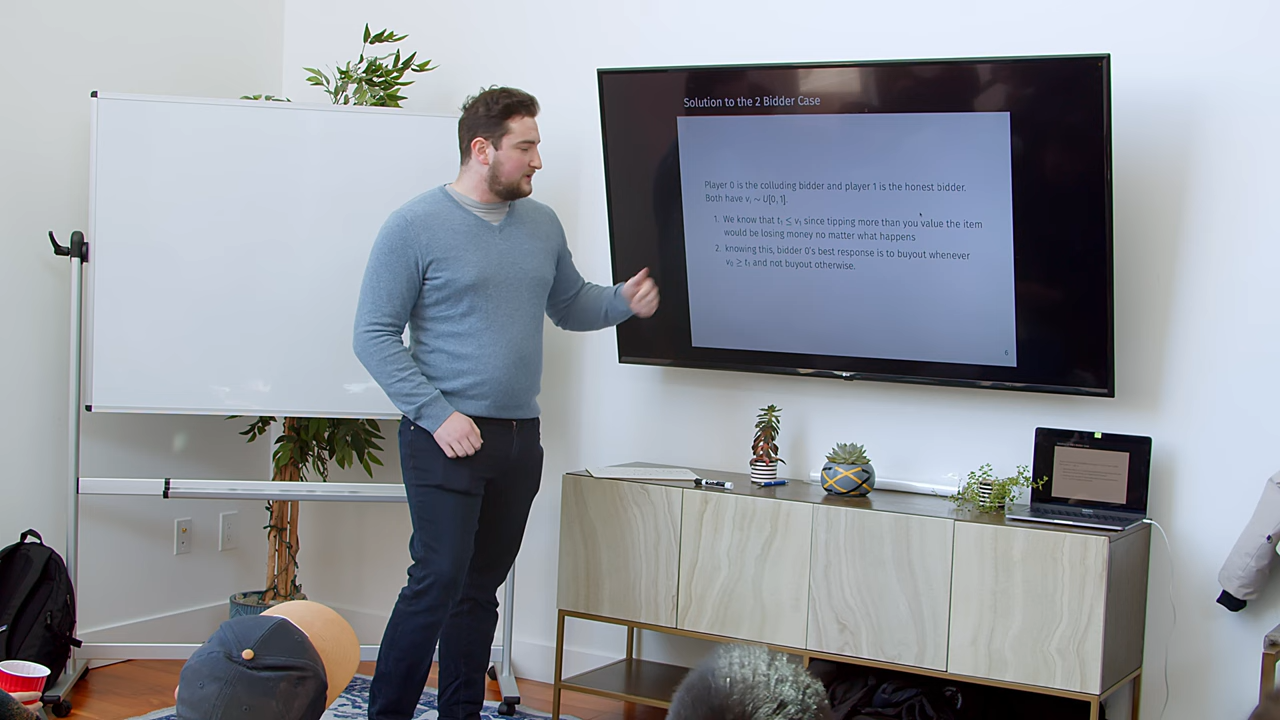 Solution to the 2 Bidder Case
Player 0 is the colluding bidder and player 1 is the honest bidder.
Both have vᵢ ∼ U[0, 1].
1. We know that t₁ ≤ v₁ since tipping more than you value the item
would be losing money no matter what happens
2. knowing this, bidder 0's best response is to buyout whenever
v₀ ≥ t₁ and not buyout otherwise.
6